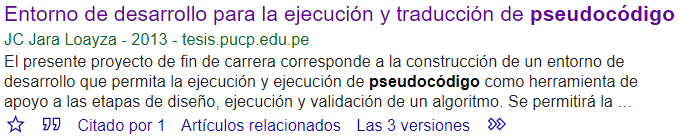 Entorno de desarrollo para la ejecución y traducción de pseudocódigo
JC Jara Loayza - 2013 - tesis.pucp.edu.pe
El presente proyecto de fin de carrera corresponde a la construcción de un entorno de
desarrollo que permita la ejecución y ejecución de pseudocódigo como herramienta de
apoyo a las etapas de diseño, ejecución y validación de un algoritmo. Se permitirá la ...
Citado por 1 Artículos relacionados Las 3 versiones